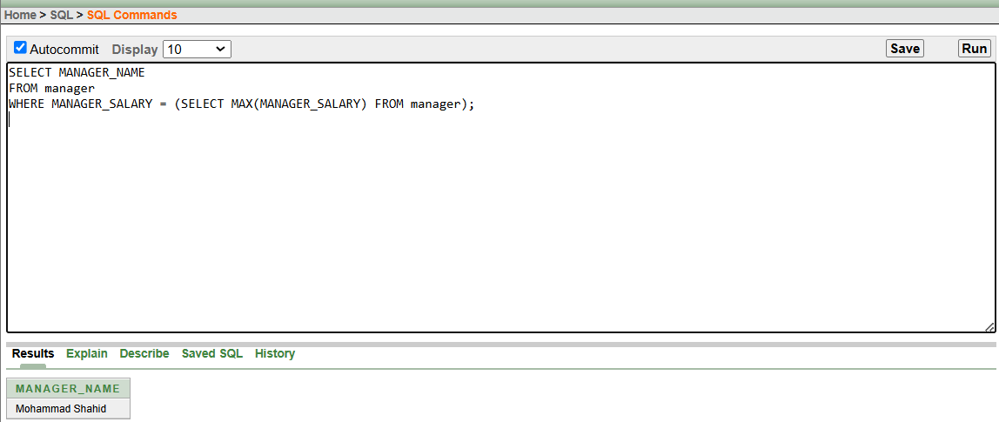 Home > SQL > SQL Commands
Autocommit Display 10 Save Run
SELECT MANAGER_NAME
FROM manager
WHERE MANAGER_SALARY = (SELECT MAX(MANAGER_SALARY) FROM manager);
Results Explain Describe Saved SQL History
MANAGER_NAME
Mohammad Shahid